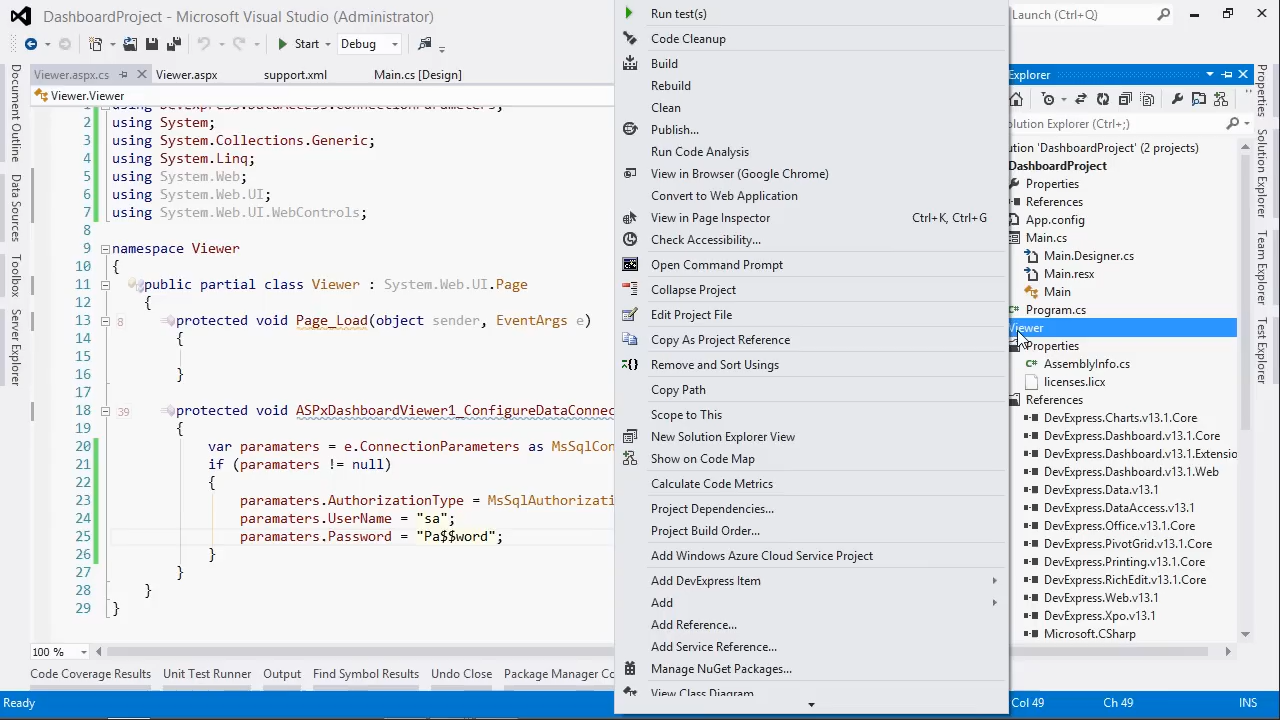 DashboardProject - Microsoft Visual Studio (Administrator)
Launch (Ctrl+Q)
Start
Debug
Viewer.aspx.cs
Viewer.aspx
support.xml
Main.cs [Design]
Viewer.Viewer
Document Outline
Data Sources
Toolbox
Server Explorer
1 using DevExpress.DataAccess.ConnectionParameters;
2 using System;
3 using System.Collections.Generic;
4 using System.Linq;
5 using System.Web;
6 using System.Web.UI;
7 using System.Web.UI.WebControls;
8
9 namespace Viewer
10 {
11 public partial class Viewer : System.Web.UI.Page
12 {
13 8 protected void Page_Load(object sender, EventArgs e)
14 {
15
16 }
17
18 39 protected void ASPxDashboardViewer1_ConfigureDataConnec
19 {
20 var paramaters = e.ConnectionParameters as MsSqlCon
21 if (paramaters != null)
22 {
23 paramaters.AuthorizationType = MsSqlAuthorizati
24 paramaters.UserName = "sa";
25 paramaters.Password = "Pa$$word";
26 }
27 }
28 }
29 }
100 %
Code Coverage Results
Unit Test Runner
Output
Find Symbol Results
Undo Close
Package Manager Co
Ready
Col 49
Ch 49
INS
Run test(s)
Code Cleanup
Build
Rebuild
Clean
Publish...
Run Code Analysis
View in Browser (Google Chrome)
Convert to Web Application
View in Page Inspector Ctrl+K, Ctrl+G
Check Accessibility...
Open Command Prompt
Collapse Project
Edit Project File
Copy As Project Reference
Remove and Sort Usings
Copy Path
Scope to This
New Solution Explorer View
Show on Code Map
Calculate Code Metrics
Project Dependencies...
Project Build Order...
Add Windows Azure Cloud Service Project
Add DevExpress Item
Add
Add Reference...
Add Service Reference...
Manage NuGet Packages...
View Class Diagram
Explorer
olution Explorer (Ctrl+;)
ution 'DashboardProject' (2 projects)
DashboardProject
Properties
References
App.config
Main.cs
Main.Designer.cs
Main.resx
Main
Program.cs
Viewer
Properties
AssemblyInfo.cs
licenses.licx
References
DevExpress.Charts.v13.1.Core
DevExpress.Dashboard.v13.1.Core
DevExpress.Dashboard.v13.1.Extensio
DevExpress.Dashboard.v13.1.Web
DevExpress.Data.v13.1
DevExpress.DataAccess.v13.1
DevExpress.Office.v13.1.Core
DevExpress.PivotGrid.v13.1.Core
DevExpress.Printing.v13.1.Core
DevExpress.RichEdit.v13.1.Core
DevExpress.Web.v13.1
DevExpress.Xpo.v13.1
Microsoft.CSharp
Properties
Solution Explorer
Team Explorer
Test Explorer